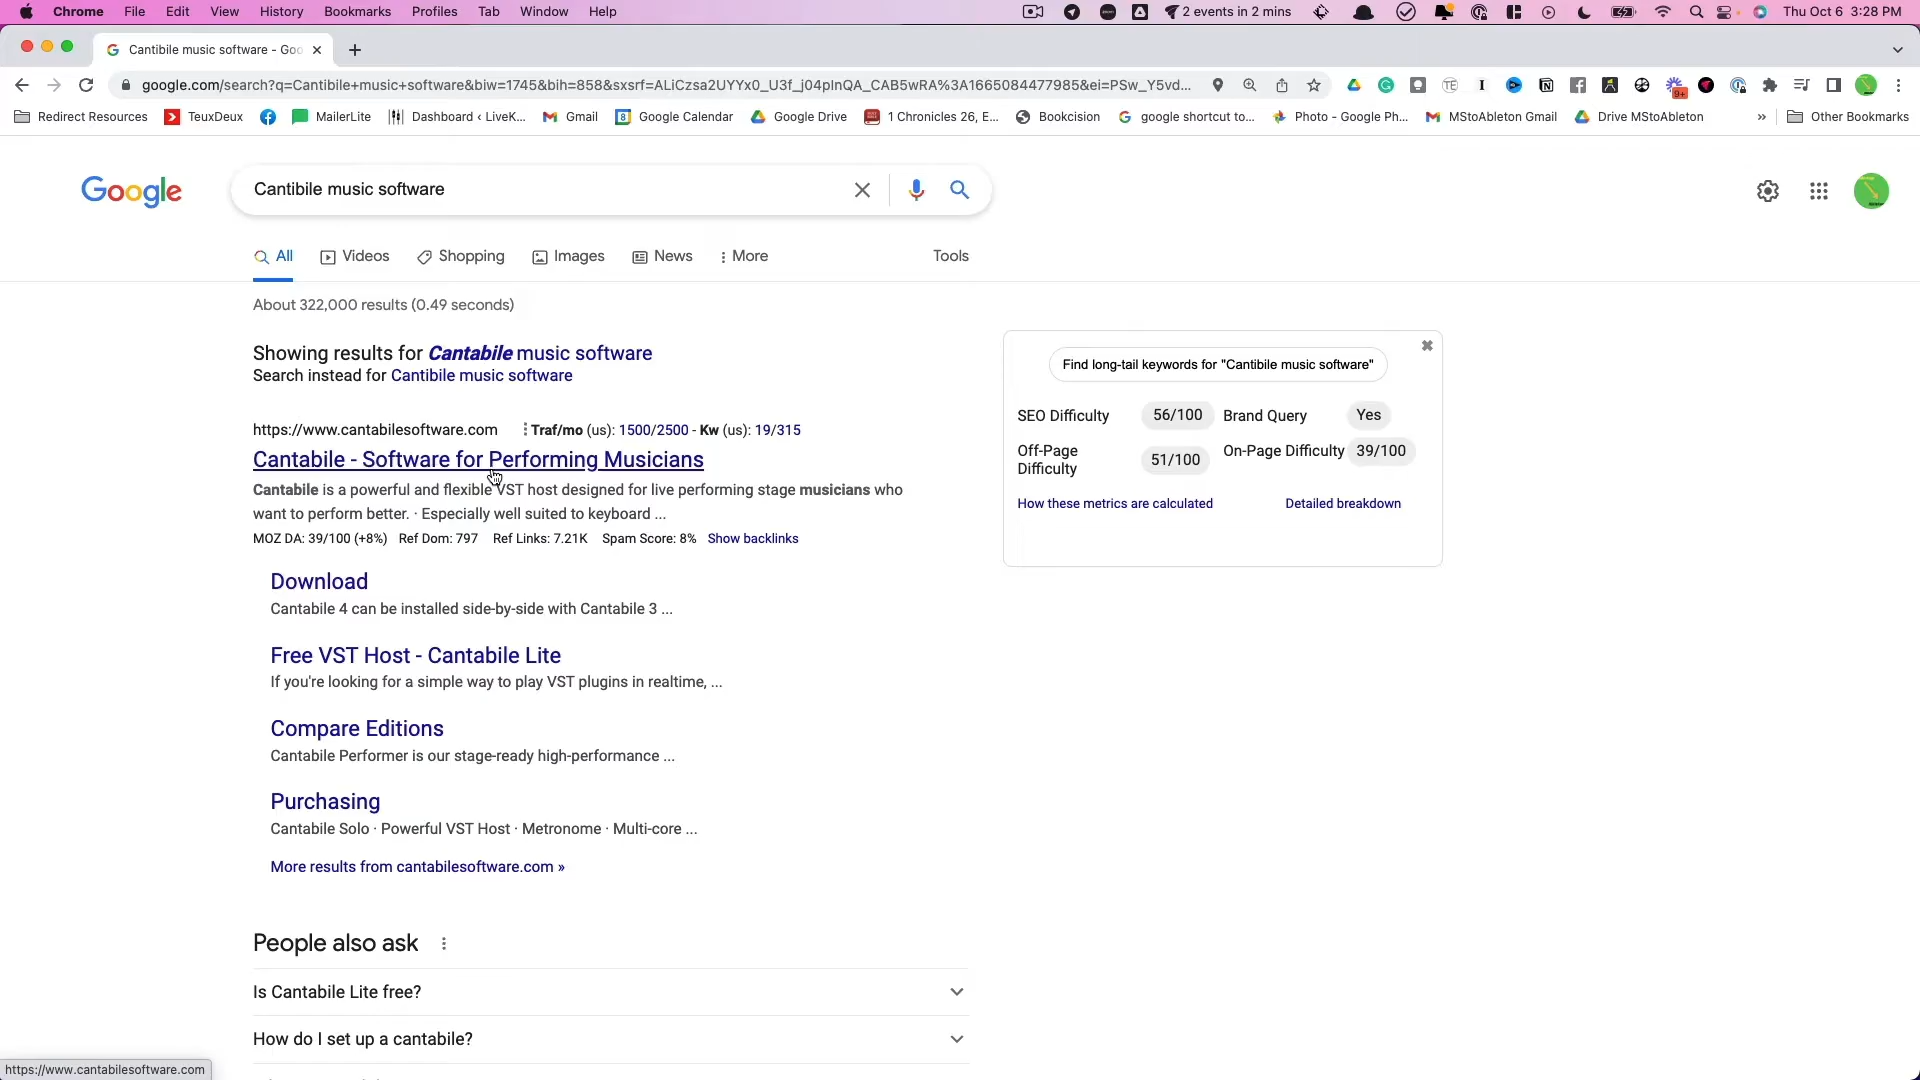 Chrome File Edit View History Bookmarks Profiles Tab Window Help 2 events in 2 mins Thu Oct 6 3:28 PM
Cantibile music software - Goo
google.com/search?q=Cantibile+music+software&biw=1745&bih=858&sxsrf=ALiCzsa2UYYx0_U3f_j04plnQA_CAB5wRA%3A1665084477985&ei=PSw_Y5vd... TE I 9+
Redirect Resources TeuxDeux MailerLite Dashboard ‹ LiveK... Gmail 8 Google Calendar Google Drive 1 Chronicles 26, E... Bookcision google shortcut to... Photo - Google Ph... MStoAbleton Gmail Drive MStoAbleton » Other Bookmarks
Google Cantibile music software
All Videos Shopping Images News More Tools
About 322,000 results (0.49 seconds)
Showing results for Cantabile music software
Search instead for Cantibile music software
https://www.cantabilesoftware.com Traf/mo (us): 1500/2500 - Kw (us): 19/315
Cantabile - Software for Performing Musicians
Cantabile is a powerful and flexible VST host designed for live performing stage musicians who
want to perform better. · Especially well suited to keyboard ...
MOZ DA: 39/100 (+8%) Ref Dom: 797 Ref Links: 7.21K Spam Score: 8% Show backlinks
Download
Cantabile 4 can be installed side-by-side with Cantabile 3 ...
Free VST Host - Cantabile Lite
If you're looking for a simple way to play VST plugins in realtime, ...
Compare Editions
Cantabile Performer is our stage-ready high-performance ...
Purchasing
Cantabile Solo · Powerful VST Host · Metronome · Multi-core ...
More results from cantabilesoftware.com »
People also ask
Is Cantabile Lite free?
How do I set up a cantabile?
Find long-tail keywords for "Cantibile music software"
SEO Difficulty 56/100 Brand Query Yes
Off-Page Difficulty 51/100 On-Page Difficulty 39/100
How these metrics are calculated Detailed breakdown
https://www.cantabilesoftware.com